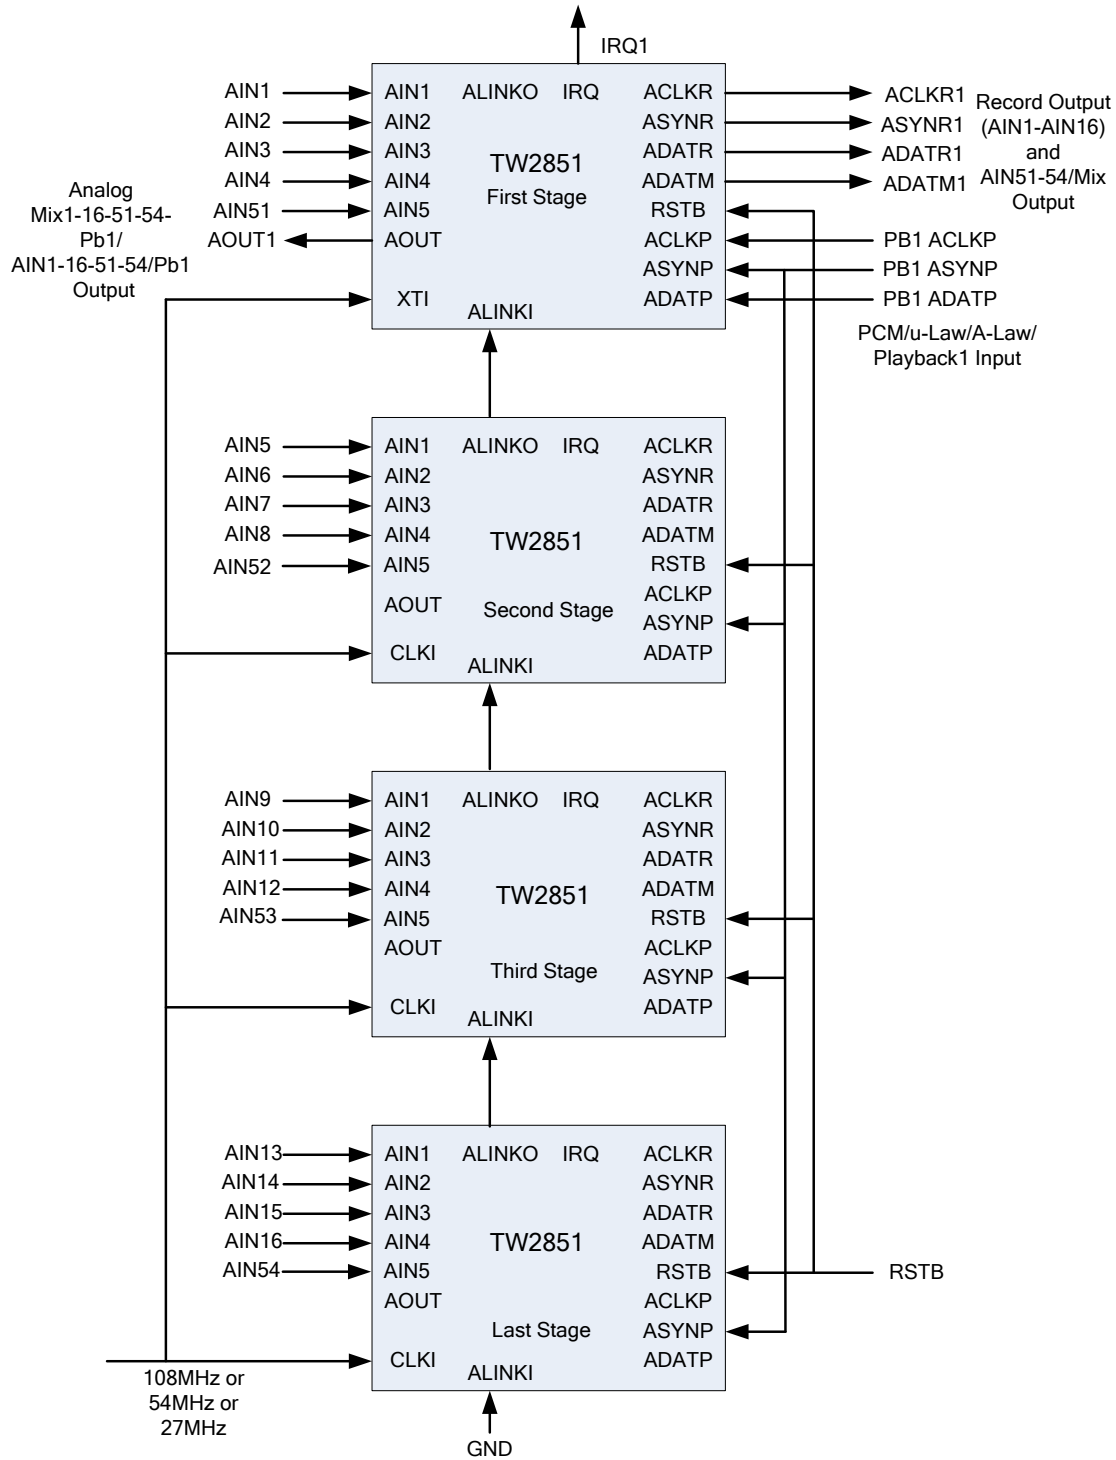 IRQ1
AIN1 AIN1 ALINKO IRQ ACLKR ACLKR1
AIN2 AIN2 ASYNR ASYNR1
AIN3 AIN3 ADATR ADATR1
AIN4 AIN4 ADATM ADATM1
AIN51 AIN5 RSTB
AOUT1 AOUT ACLKP PB1 ACLKP
ASYNP PB1 ASYNP
XTI ADATP PB1 ADATP
ALINKI
TW2851
First Stage
Analog
Mix1-16-51-54-
Pb1/
AIN1-16-51-54/Pb1
Output
Record Output
(AIN1-AIN16)
and
AIN51-54/Mix
Output
PCM/u-Law/A-Law/
Playback1 Input
AIN5 AIN1 ALINKO IRQ ACLKR
AIN6 AIN2 ASYNR
AIN7 AIN3 ADATR
AIN8 AIN4 ADATM
AIN52 AIN5 RSTB
AOUT ACLKP
ASYNP
CLKI ADATP
ALINKI
TW2851
Second Stage
AIN9 AIN1 ALINKO IRQ ACLKR
AIN10 AIN2 ASYNR
AIN11 AIN3 ADATR
AIN12 AIN4 ADATM
AIN53 AIN5 RSTB
AOUT ACLKP
ASYNP
CLKI ADATP
ALINKI
TW2851
Third Stage
AIN13 AIN1 ALINKO IRQ ACLKR
AIN14 AIN2 ASYNR
AIN15 AIN3 ADATR
AIN16 AIN4 ADATM
AIN54 AIN5 RSTB RSTB
AOUT ACLKP
ASYNP
CLKI ADATP
ALINKI
TW2851
Last Stage
108MHz or
54MHz or
27MHz
GND